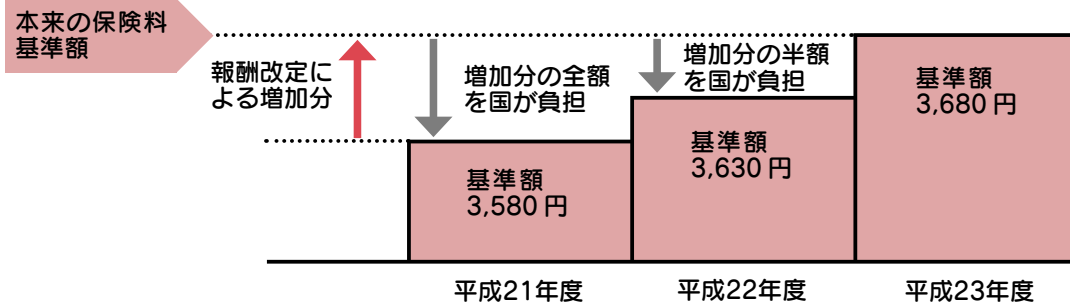 本来の保険料
基準額
報酬改定に
よる増加分
増加分の全額
を国が負担
増加分の半額
を国が負担
基準額
3,580 円
基準額
3,630 円
基準額
3,680 円
平成21年度
平成22年度
平成23年度